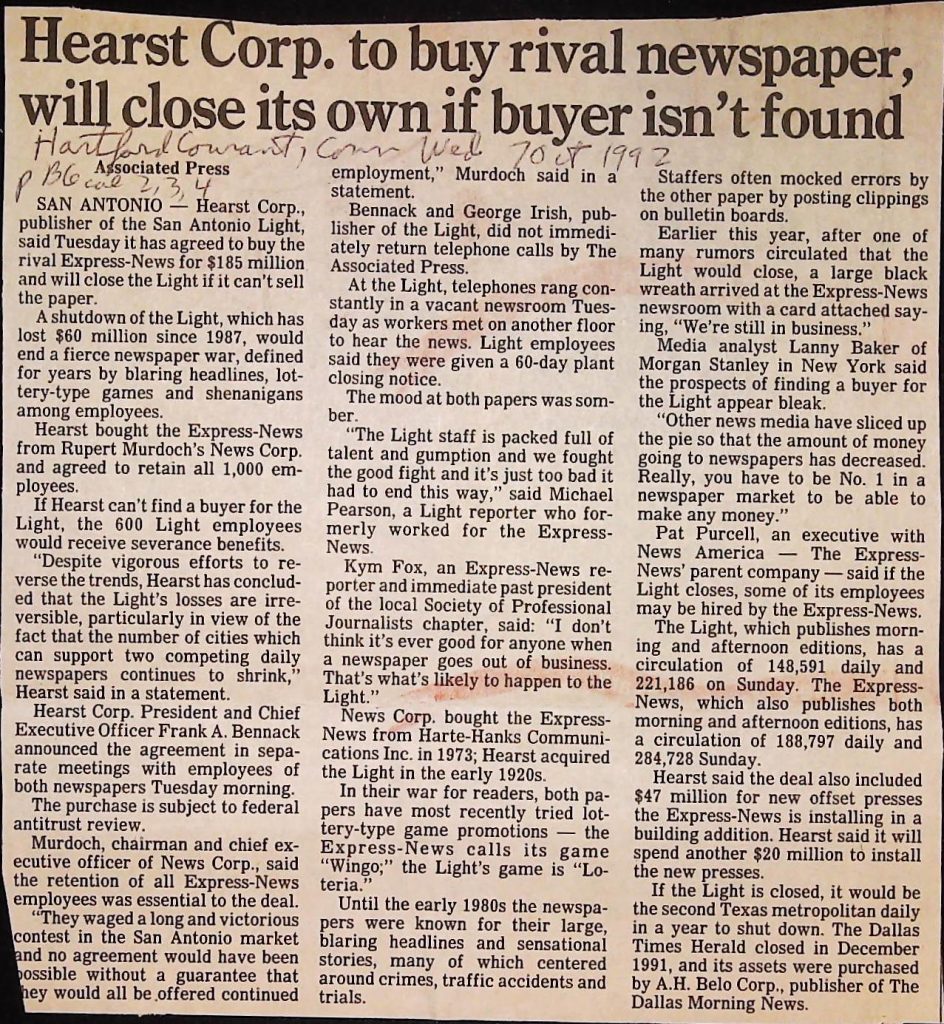 Hearst Corp. to buy rival newspaper,
will close its own if buyer isn't found
Hartford Courant, Conn Wed 7 Oct 1992
p B6 col 2, 3, 4
Associated Press
SAN ANTONIO — Hearst Corp.,
publisher of the San Antonio Light,
said Tuesday it has agreed to buy the
rival Express-News for $185 million
and will close the Light if it can't sell
the paper.
A shutdown of the Light, which has
lost $60 million since 1987, would
end a fierce newspaper war, defined
for years by blaring headlines, lot-
tery-type games and shenanigans
among employees.
Hearst bought the Express-News
from Rupert Murdoch's News Corp.
and agreed to retain all 1,000 em-
ployees.
If Hearst can't find a buyer for the
Light, the 600 Light employees
would receive severance benefits.
"Despite vigorous efforts to re-
verse the trends, Hearst has conclud-
ed that the Light's losses are irre-
versible, particularly in view of the
fact that the number of cities which
can support two competing daily
newspapers continues to shrink,"
Hearst said in a statement.
Hearst Corp. President and Chief
Executive Officer Frank A. Bennack
announced the agreement in sepa-
rate meetings with employees of
both newspapers Tuesday morning.
The purchase is subject to federal
antitrust review.
Murdoch, chairman and chief ex-
ecutive officer of News Corp., said
the retention of all Express-News
employees was essential to the deal.
"They waged a long and victorious
contest in the San Antonio market
and no agreement would have been
possible without a guarantee that
they would all be offered continued
employment," Murdoch said in a
statement.
Bennack and George Irish, pub-
lisher of the Light, did not immedi-
ately return telephone calls by The
Associated Press.
At the Light, telephones rang con-
stantly in a vacant newsroom Tues-
day as workers met on another floor
to hear the news. Light employees
said they were given a 60-day plant
closing notice.
The mood at both papers was som-
ber.
"The Light staff is packed full of
talent and gumption and we fought
the good fight and it's just too bad it
had to end this way," said Michael
Pearson, a Light reporter who for-
merly worked for the Express-
News.
Kym Fox, an Express-News re-
porter and immediate past president
of the local Society of Professional
Journalists chapter, said: "I don't
think it's ever good for anyone when
a newspaper goes out of business.
That's what's likely to happen to the
Light."
News Corp. bought the Express-
News from Harte-Hanks Communi-
cations Inc. in 1973; Hearst acquired
the Light in the early 1920s.
In their war for readers, both pa-
pers have most recently tried lot-
tery-type game promotions — the
Express-News calls its game
"Wingo;" the Light's game is "Lo-
teria."
Until the early 1980s the newspa-
pers were known for their large,
blaring headlines and sensational
stories, many of which centered
around crimes, traffic accidents and
trials.
Staffers often mocked errors by
the other paper by posting clippings
on bulletin boards.
Earlier this year, after one of
many rumors circulated that the
Light would close, a large black
wreath arrived at the Express-News
newsroom with a card attached say-
ing, "We're still in business."
Media analyst Lanny Baker of
Morgan Stanley in New York said
the prospects of finding a buyer for
the Light appear bleak.
"Other news media have sliced up
the pie so that the amount of money
going to newspapers has decreased.
Really, you have to be No. 1 in a
newspaper market to be able to
make any money."
Pat Purcell, an executive with
News America — The Express-
News' parent company — said if the
Light closes, some of its employees
may be hired by the Express-News.
The Light, which publishes morn-
ing and afternoon editions, has a
circulation of 148,591 daily and
221,186 on Sunday. The Express-
News, which also publishes both
morning and afternoon editions, has
a circulation of 188,797 daily and
284,728 Sunday.
Hearst said the deal also included
$47 million for new offset presses
the Express-News is installing in a
building addition. Hearst said it will
spend another $20 million to install
the new presses.
If the Light is closed, it would be
the second Texas metropolitan daily
in a year to shut down. The Dallas
Times Herald closed in December
1991, and its assets were purchased
by A.H. Belo Corp., publisher of The
Dallas Morning News.